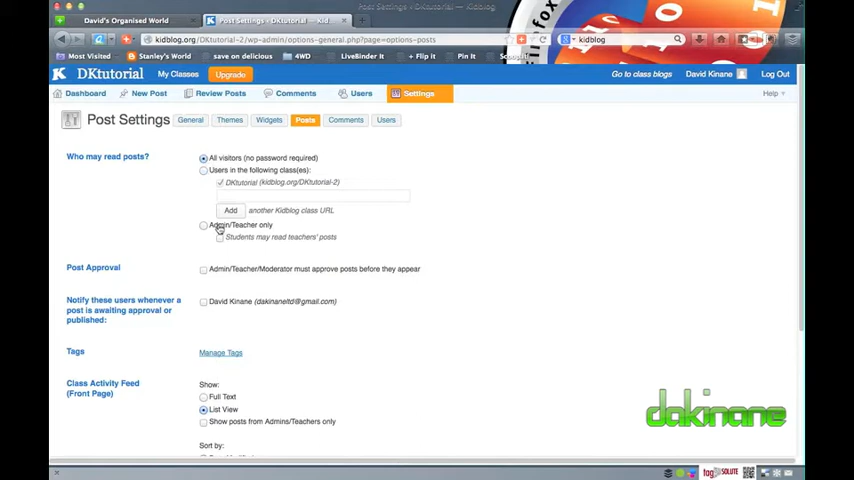 Post Settings ‹ DKtutorial — Kidblog
David's Organised World
Post Settings ‹ DKtutorial — Kid...
kidblog.org/DKtutorial-2/wp-admin/options-general.php?page=options-posts
kidblog
Most Visited
Stanley's World
save on delicious
4WD
LiveBinder It
+ Flip it
Pin It
Scoop.it
DKtutorial
My Classes
Upgrade
Go to class blogs
David Kinane
Log Out
Dashboard
New Post
Review Posts
Comments
Users
Settings
Help
Post Settings
General
Themes
Widgets
Posts
Comments
Users
Who may read posts?
All visitors (no password required)
Users in the following class(es):
DKtutorial (kidblog.org/DKtutorial-2)
Add
another Kidblog class URL
Admin/Teacher only
Students may read teachers' posts
Post Approval
Admin/Teacher/Moderator must approve posts before they appear
Notify these users whenever a
post is awaiting approval or
published:
David Kinane (dakinaneltd@gmail.com)
Tags
Manage Tags
Class Activity Feed
(Front Page)
Show:
Full Text
List View
Show posts from Admins/Teachers only
Sort by:
dakinane